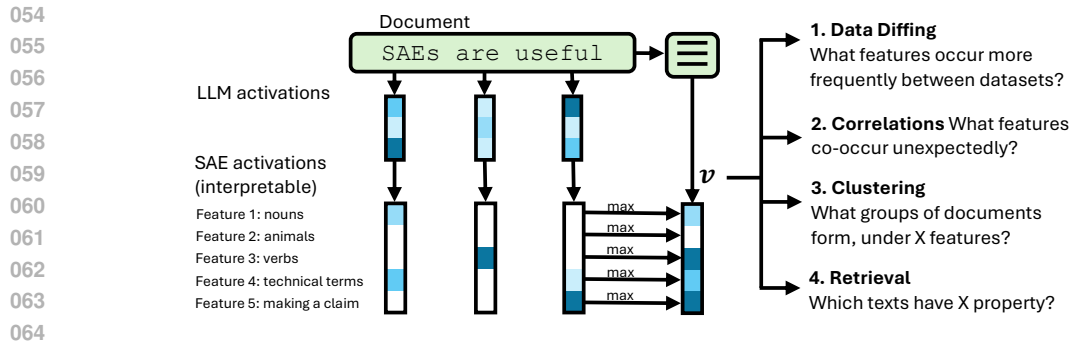 054
055
056
057
058
059
060
061
062
063
064
Document
SAEs are useful
LLM activations
SAE activations
(interpretable)
Feature 1: nouns
Feature 2: animals
Feature 3: verbs
Feature 4: technical terms
Feature 5: making a claim
max
max
max
max
max
v
1. Data Diffing
What features occur more
frequently between datasets?
2. Correlations What features
co-occur unexpectedly?
3. Clustering
What groups of documents
form, under X features?
4. Retrieval
Which texts have X property?